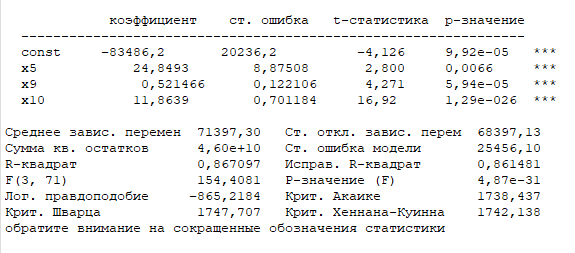 коэффициент ст. ошибка t-статистика p-значение
---------------------------------------------------------------
const −83486,2 20236,2 −4,126 9,92e-05 ***
x5 24,8493 8,87508 2,800 0,0066 ***
x9 0,521466 0,122106 4,271 5,94e-05 ***
x10 11,8639 0,701184 16,92 1,29e-026 ***
Среднее завис. перемен 71397,30 Ст. откл. завис. перем 68397,13
Сумма кв. остатков 4,60e+10 Ст. ошибка модели 25456,10
R-квадрат 0,867097 Исправ. R-квадрат 0,861481
F(3, 71) 154,4081 Р-значение (F) 4,87e-31
Лог. правдоподобие −865,2184 Крит. Акаике 1738,437
Крит. Шварца 1747,707 Крит. Хеннана-Куинна 1742,138
обратите внимание на сокращенные обозначения статистики